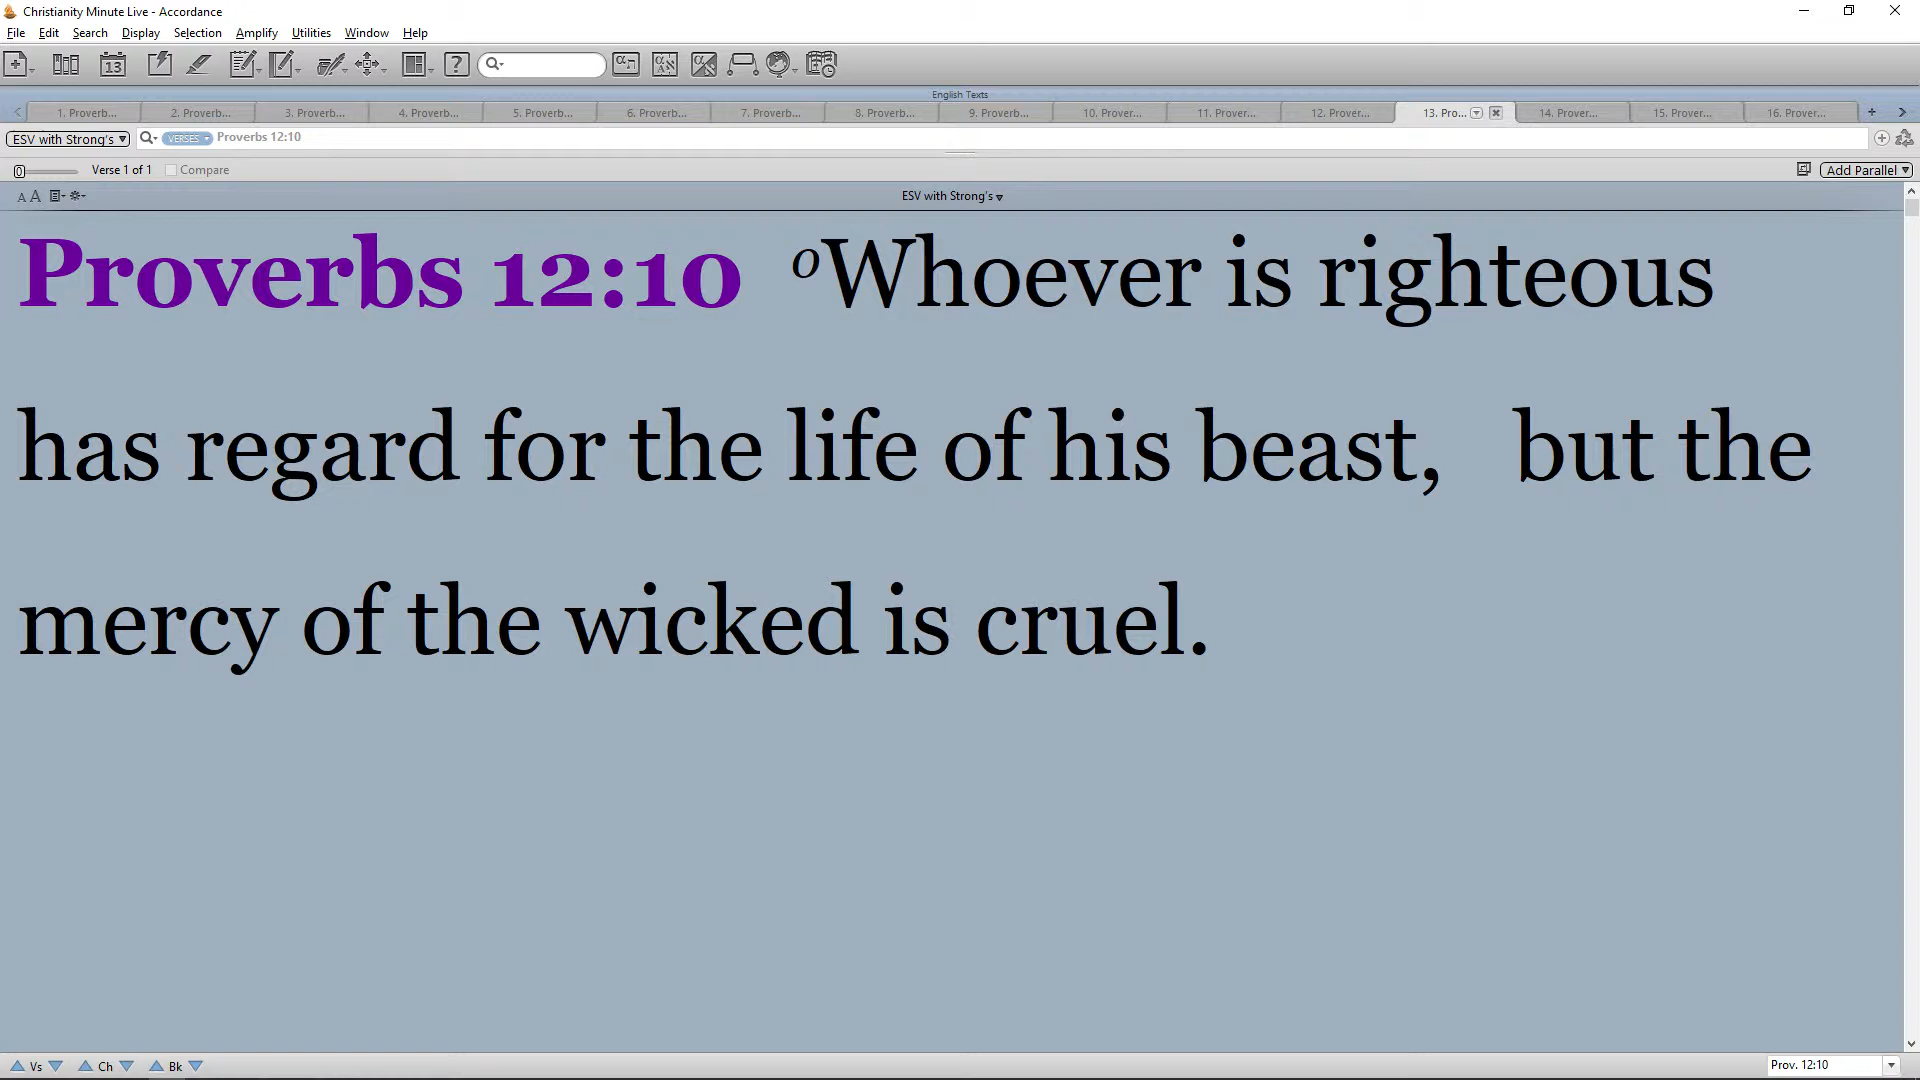 Christianity Minute Live - Accordance
File Edit Search Display Selection Amplify Utilities Window Help
13 ?
English Texts
1. Proverb... 2. Proverb... 3. Proverb... 4. Proverb... 5. Proverb... 6. Proverb... 7. Proverb... 8. Proverb... 9. Proverb... 10. Prover... 11. Prover... 12. Prover... 13. Pro... 14. Prover... 15. Prover... 16. Prover...
ESV with Strong's VERSES Proverbs 12:10
0 Verse 1 of 1 Compare Add Parallel
A A ESV with Strong's
Proverbs 12:10 oWhoever is righteous
has regard for the life of his beast, but the
mercy of the wicked is cruel.
Vs Ch Bk Prov. 12:10